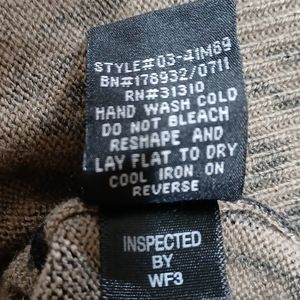 STYLE#03-41M69
BN#178932/0711
RN#31310
HAND WASH COLD
DO NOT BLEACH
RESHAPE AND
LAY FLAT TO DRY
COOL IRON ON
REVERSE
INSPECTED
BY
WF3